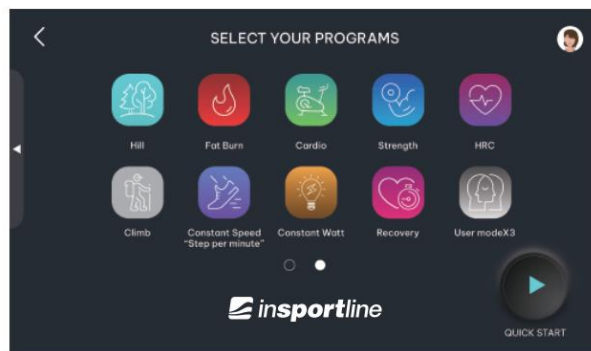 SELECT YOUR PROGRAMS
Hill
Fat Burn
Cardio
Strength
HRC
Climb
Constant Speed
"Step per minute"
Constant Watt
Recovery
User modeX3
insportline
QUICK START